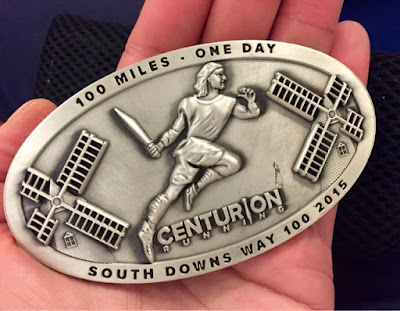 100 MILES - ONE DAY
CENTURION
RUNNING
SOUTH DOWNS WAY 100 2015